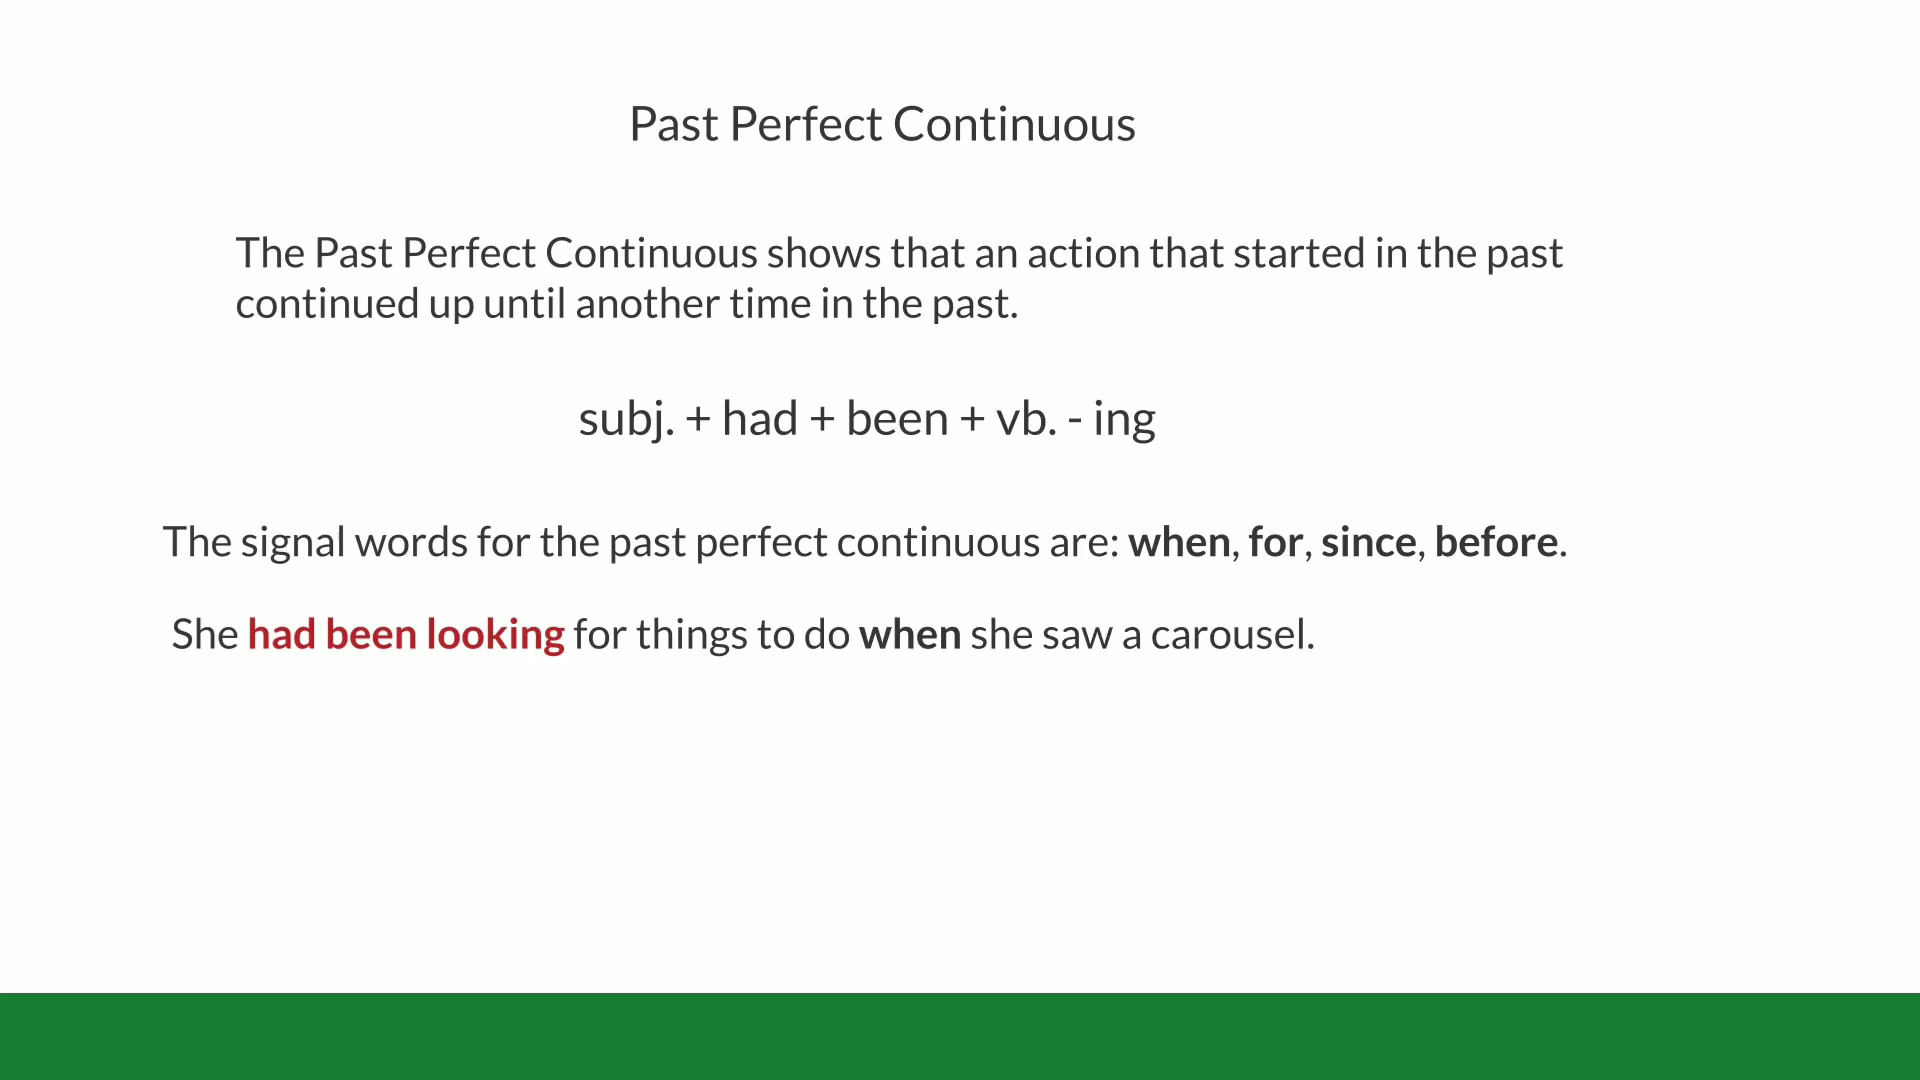 Past Perfect Continuous
The Past Perfect Continuous shows that an action that started in the past
continued up until another time in the past.
subj. + had + been + vb. - ing
The signal words for the past perfect continuous are: when, for, since, before.
She had been looking for things to do when she saw a carousel.